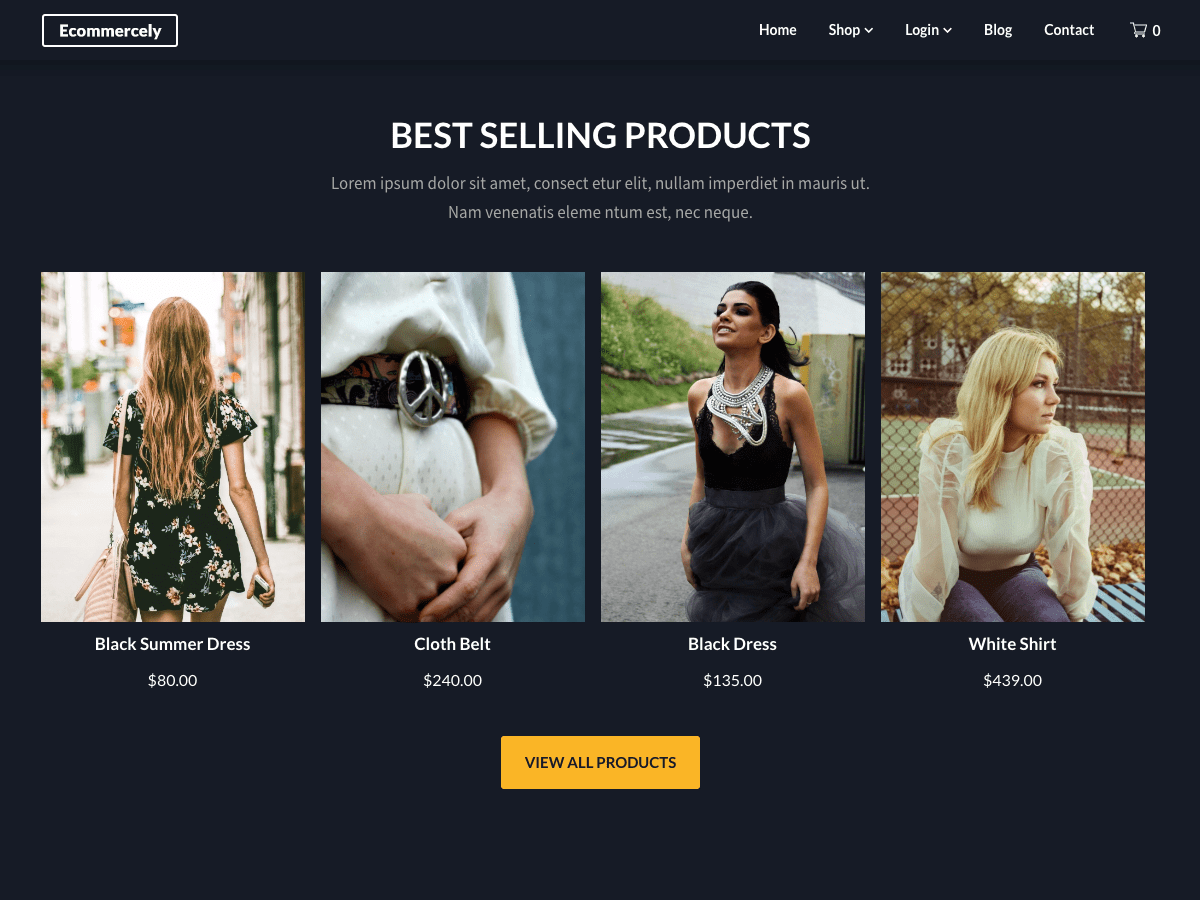 Ecommercely
Home Shop Login Blog Contact 0
BEST SELLING PRODUCTS
Lorem ipsum dolor sit amet, consect etur elit, nullam imperdiet in mauris ut.
Nam venenatis eleme ntum est, nec neque.
Black Summer Dress Cloth Belt Black Dress White Shirt
$80.00 $240.00 $135.00 $439.00
VIEW ALL PRODUCTS